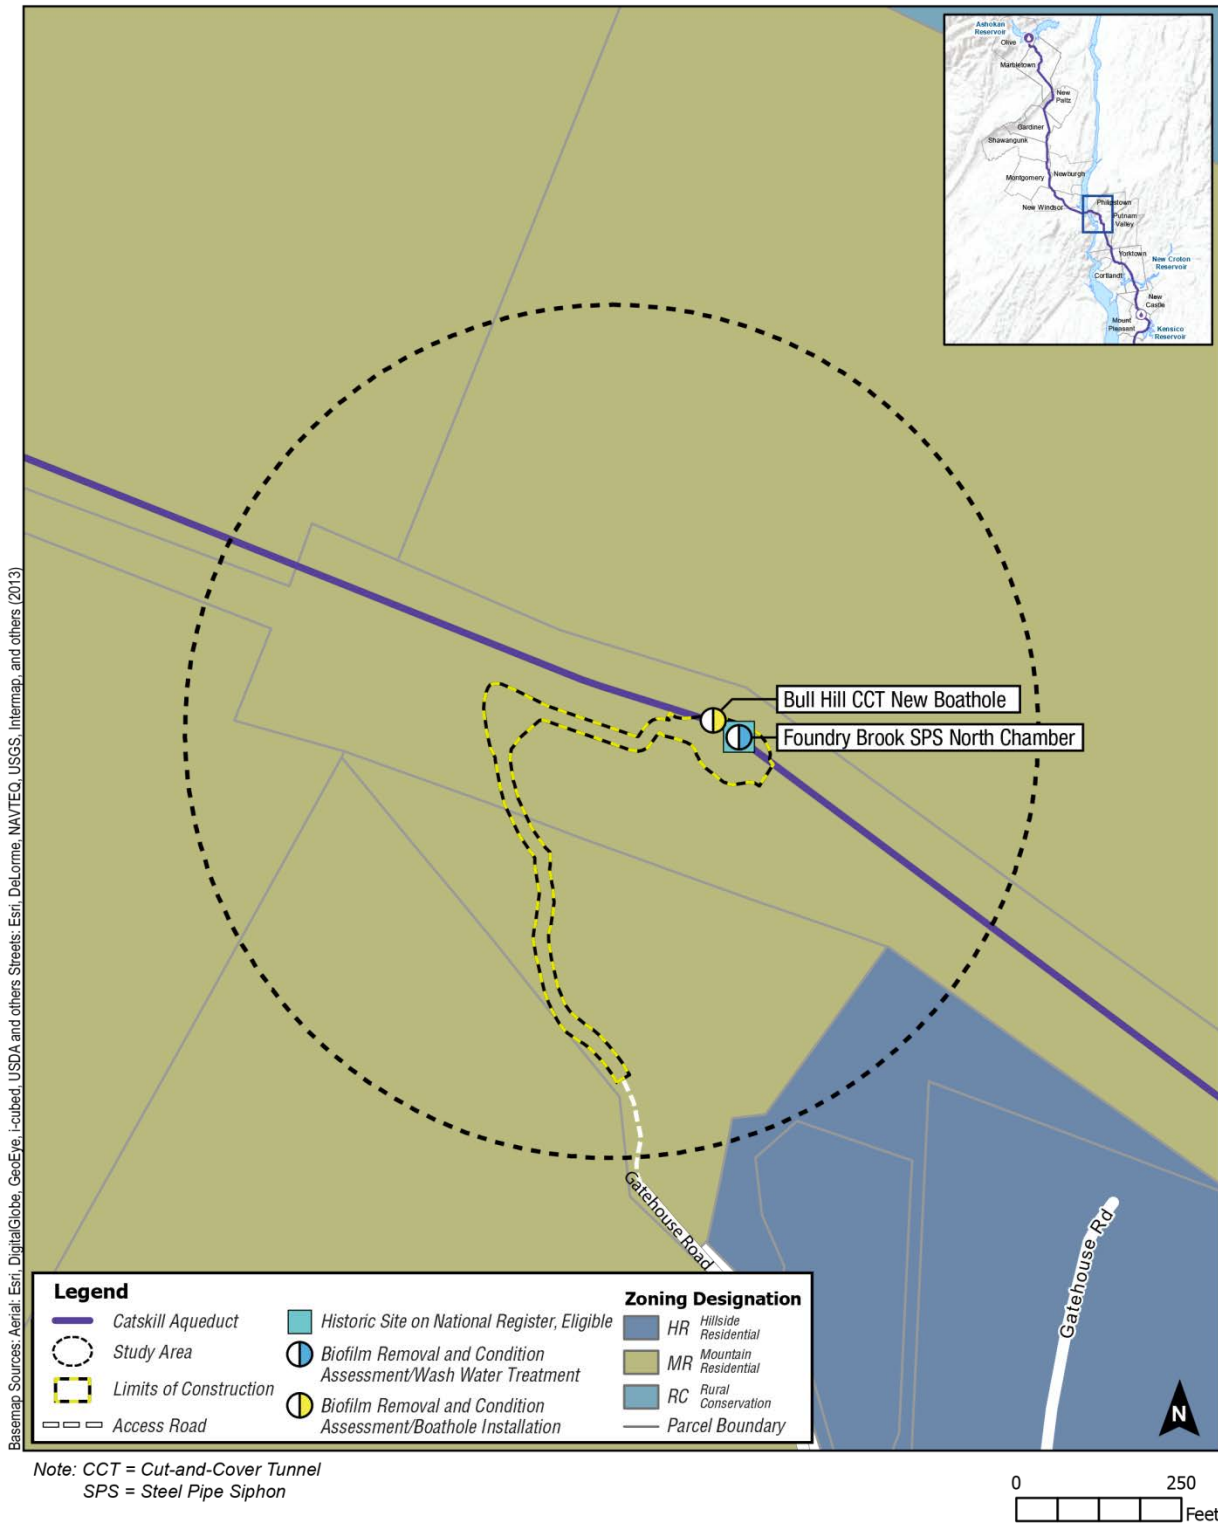 Ashokan
Reservoir
Olive
Marbletown
New
Paltz
Gardiner
Shawangunk
Montgomery
Newburgh
New Windsor
Philipstown
Putnam
Valley
Yorktown
New Croton
Reservoir
Cortlandt
New
Castle
Mount
Pleasant
Kensico
Reservoir
Bull Hill CCT New Boathole
Foundry Brook SPS North Chamber
Gatehouse Road
Gatehouse Rd
Basemap Sources: Aerial: Esri, DigitalGlobe, GeoEye, i-cubed, USDA and others Streets: Esri, DeLorme, NAVTEQ, USGS, Intermap, and others (2013)
Legend
Catskill Aqueduct
Study Area
Limits of Construction
Access Road
Historic Site on National Register, Eligible
Biofilm Removal and Condition
Assessment/Wash Water Treatment
Biofilm Removal and Condition
Assessment/Boathole Installation
Zoning Designation
HR Hillside
Residential
MR Mountain
Residential
RC Rural
Conservation
Parcel Boundary
N
Note: CCT = Cut-and-Cover Tunnel
SPS = Steel Pipe Siphon
0 250
Feet